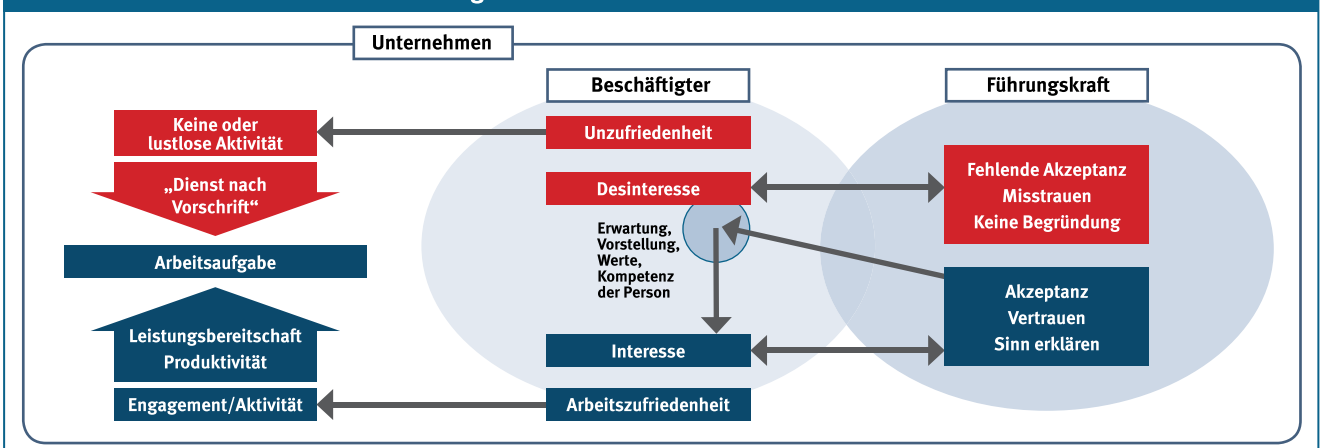 Unternehmen
Beschäftigter
Führungskraft
Keine oder
lustlose Aktivität
„Dienst nach
Vorschrift“
Arbeitsaufgabe
Leistungsbereitschaft
Produktivität
Engagement/Aktivität
Unzufriedenheit
Desinteresse
Erwartung,
Vorstellung,
Werte,
Kompetenz
der Person
Interesse
Arbeitszufriedenheit
Fehlende Akzeptanz
Misstrauen
Keine Begründung
Akzeptanz
Vertrauen
Sinn erklären